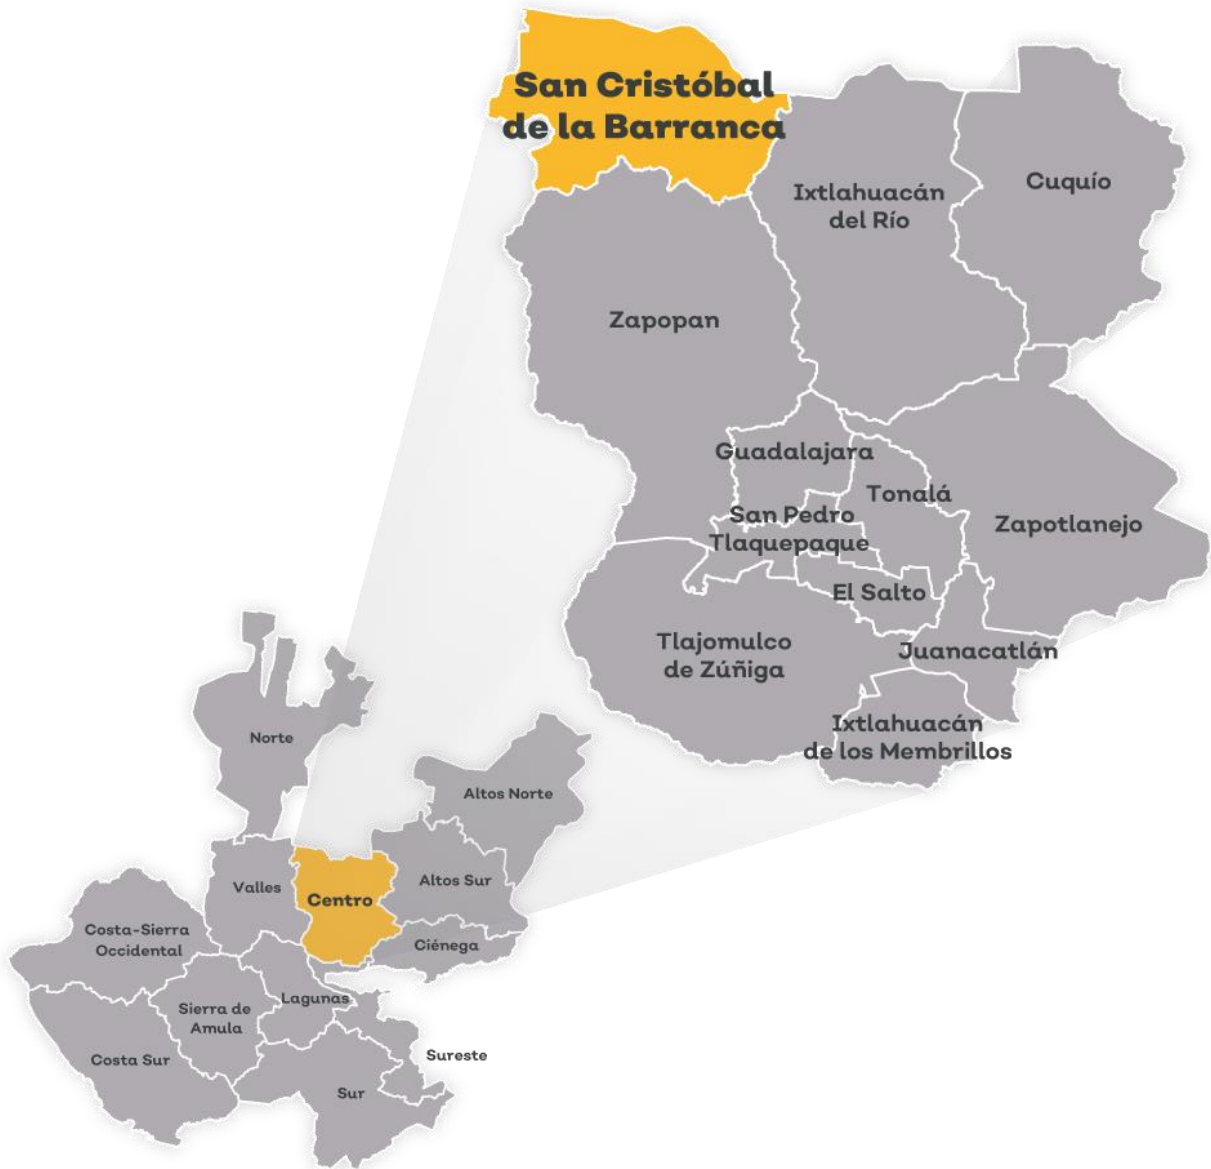 San Cristóbal
de la Barranca
Cuquío
Ixtlahuacán
del Río
Zapopan
Guadalajara
Tonalá
San Pedro
Tlaquepaque
Zapotlanejo
El Salto
Tlajomulco
de Zúñiga
Juanacatlán
Ixtlahuacán
de los Membrillos
Norte
Altos Norte
Altos Sur
Valles
Centro
Costa-Sierra
Occidental
Ciénega
Lagunas
Sierra de
Amula
Costa Sur
Sureste
Sur